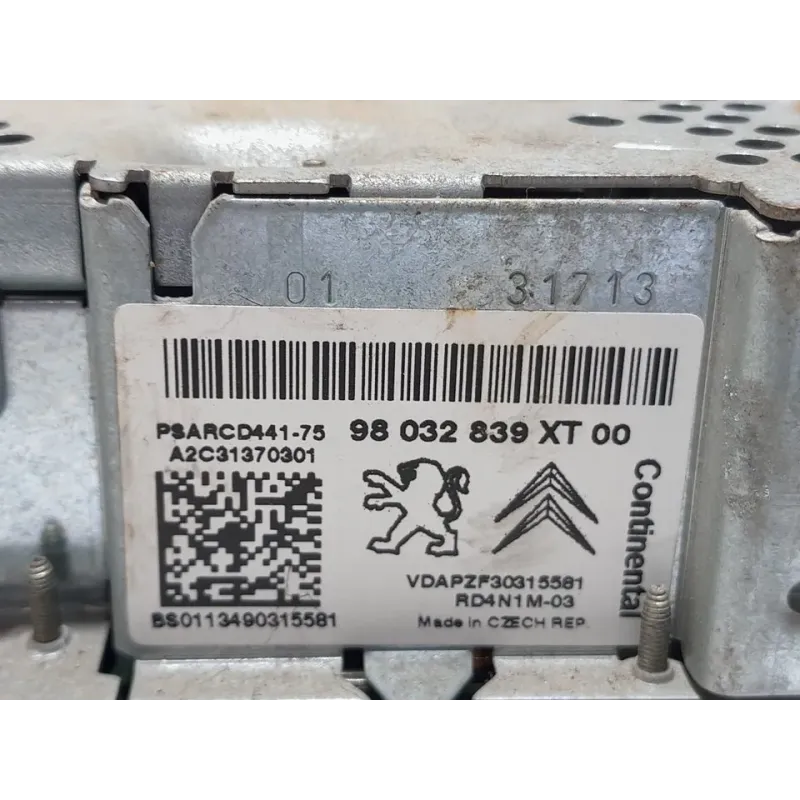 01 31713
PSARCD441-75 98 032 839 XT 00
A2C31370301
Continental
VDAPZF30315581
RD4N1M-03
BS0113490315581 Made in CZECH REP.